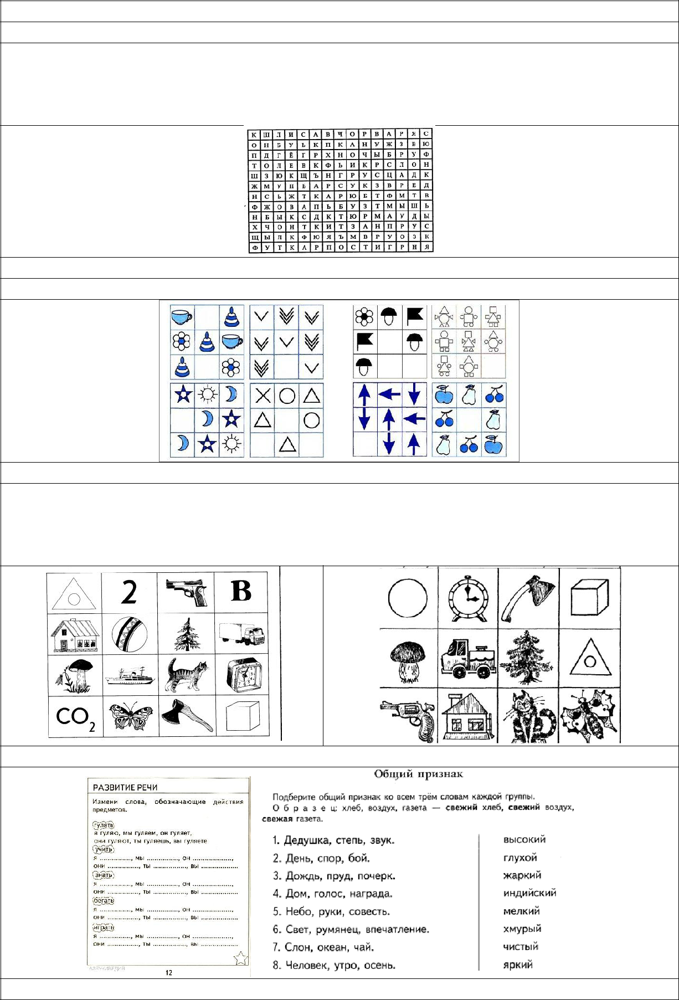 К Ш Л И С А В Ч О Р В А Р Я С
О Н Б У Ь К П К А Н У Ж З В Ю
П Д Г Ё Г Р Х Н О Ч Ы Б Р У Ф
Т О Л Е В К Ф Ь И К Р С Л О Н
Ш З Ю К Щ Ъ Н Г Р У С Ц А Д К
Ж М У П Б А Р С У К З В Р Е Д
Н С Ь Ж Т К А Р Ю Б Т Ф М Т В
Ф Ж О В А П Ь Б У З Т М Ы Ш Ь
Н Б Ы К С Д К Т Ю Р М А У Д Ы
Х Ч О Н Т К И Т З А Н П Р У С
Щ Ы Л К Ф Ю Я Ъ М В Р У О З К
Ф У Т К А Р П О С Т И Г Р Н Я
2
В
CO2
РАЗВИТИЕ РЕЧИ
Измени слова, обозначающие действия
предметов.
гулять
я гуляю, мы гуляем, он гуляет,
они гуляют, ты гуляешь, вы гуляете
учить
я ............., мы ............., он ................,
они ............., ты ............, вы ...............
знать
я ............., мы ............., он ................,
они ............., ты ............, вы ...............
бегать
я ............., мы ............., он ................,
они ............., ты ............, вы ...............
играть
я ............., мы ............., он ................,
они ............., ты ............, вы ...............
АЗБУКИВЕДИЯ
12
Общий признак
Подберите общий признак ко всем трём словам каждой группы.
О б р а з е ц: хлеб, воздух, газета — свежий хлеб, свежий воздух,
свежая газета.
1. Дедушка, степь, звук.
2. День, спор, бой.
3. Дождь, пруд, почерк.
4. Дом, голос, награда.
5. Небо, руки, совесть.
6. Свет, румянец, впечатление.
7. Слон, океан, чай.
8. Человек, утро, осень.
высокий
глухой
жаркий
индийский
мелкий
хмурый
чистый
яркий